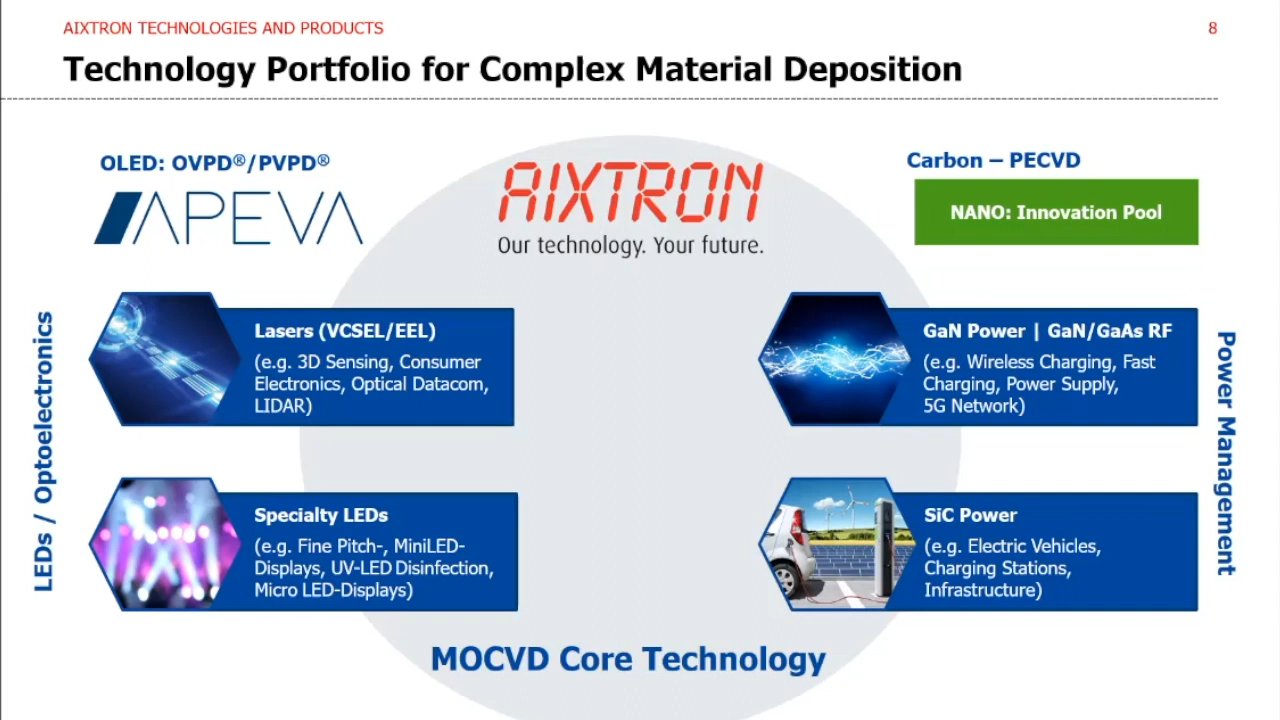 AIXTRON TECHNOLOGIES AND PRODUCTS
8
Technology Portfolio for Complex Material Deposition
OLED: OVPD®/PVPD®
APEVA
AIXTRON
Our technology. Your future.
Carbon – PECVD
NANO: Innovation Pool
LEDs / Optoelectronics
Lasers (VCSEL/EEL)
(e.g. 3D Sensing, Consumer
Electronics, Optical Datacom,
LIDAR)
Specialty LEDs
(e.g. Fine Pitch-, MiniLED-
Displays, UV-LED Disinfection,
Micro LED-Displays)
GaN Power | GaN/GaAs RF
(e.g. Wireless Charging, Fast
Charging, Power Supply,
5G Network)
SiC Power
(e.g. Electric Vehicles,
Charging Stations,
Infrastructure)
Power Management
MOCVD Core Technology